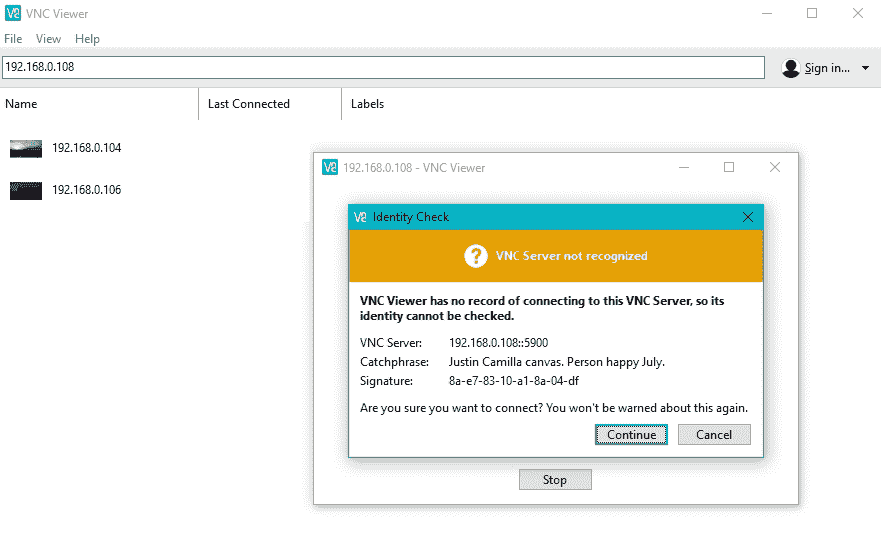 VNC Viewer
File View Help
192.168.0.108
Sign in...
Name Last Connected Labels
192.168.0.104
192.168.0.106
192.168.0.108 - VNC Viewer
Identity Check
VNC Server not recognized
VNC Viewer has no record of connecting to this VNC Server, so its
identity cannot be checked.
VNC Server: 192.168.0.108::5900
Catchphrase: Justin Camilla canvas. Person happy July.
Signature: 8a-e7-83-10-a1-8a-04-df
Are you sure you want to connect? You won't be warned about this again.
Continue Cancel
Stop